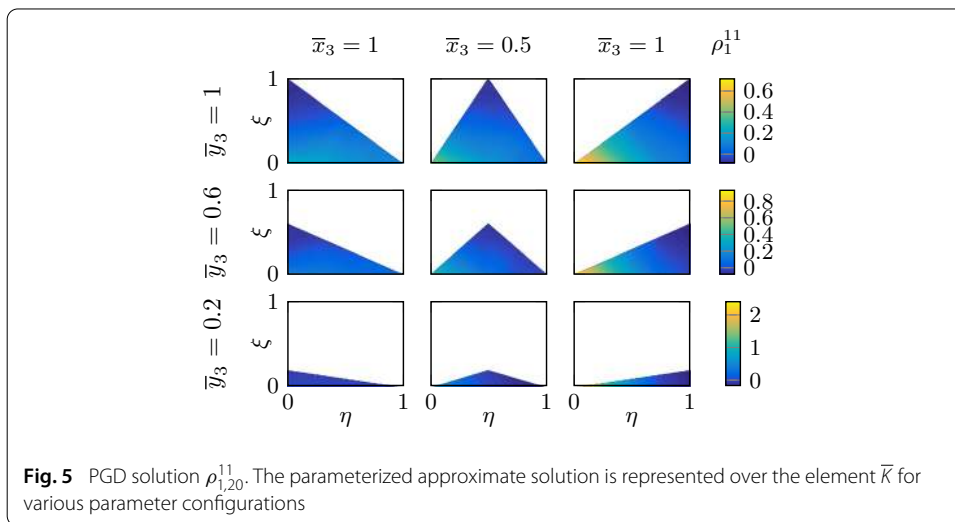 x̅₃ = 1 x̅₃ = 0.5 x̅₃ = 1 ρ₁¹¹
y̅₃ = 1
ξ
1
0
0.6
0.4
0.2
0
y̅₃ = 0.6
ξ
1
0
0.8
0.6
0.4
0.2
0
y̅₃ = 0.2
ξ
1
0
2
1
0
0 1 0 1 0 1
η η η
Fig. 5 PGD solution ρ¹¹₁,₂₀. The parameterized approximate solution is represented over the element K̅ for
various parameter configurations